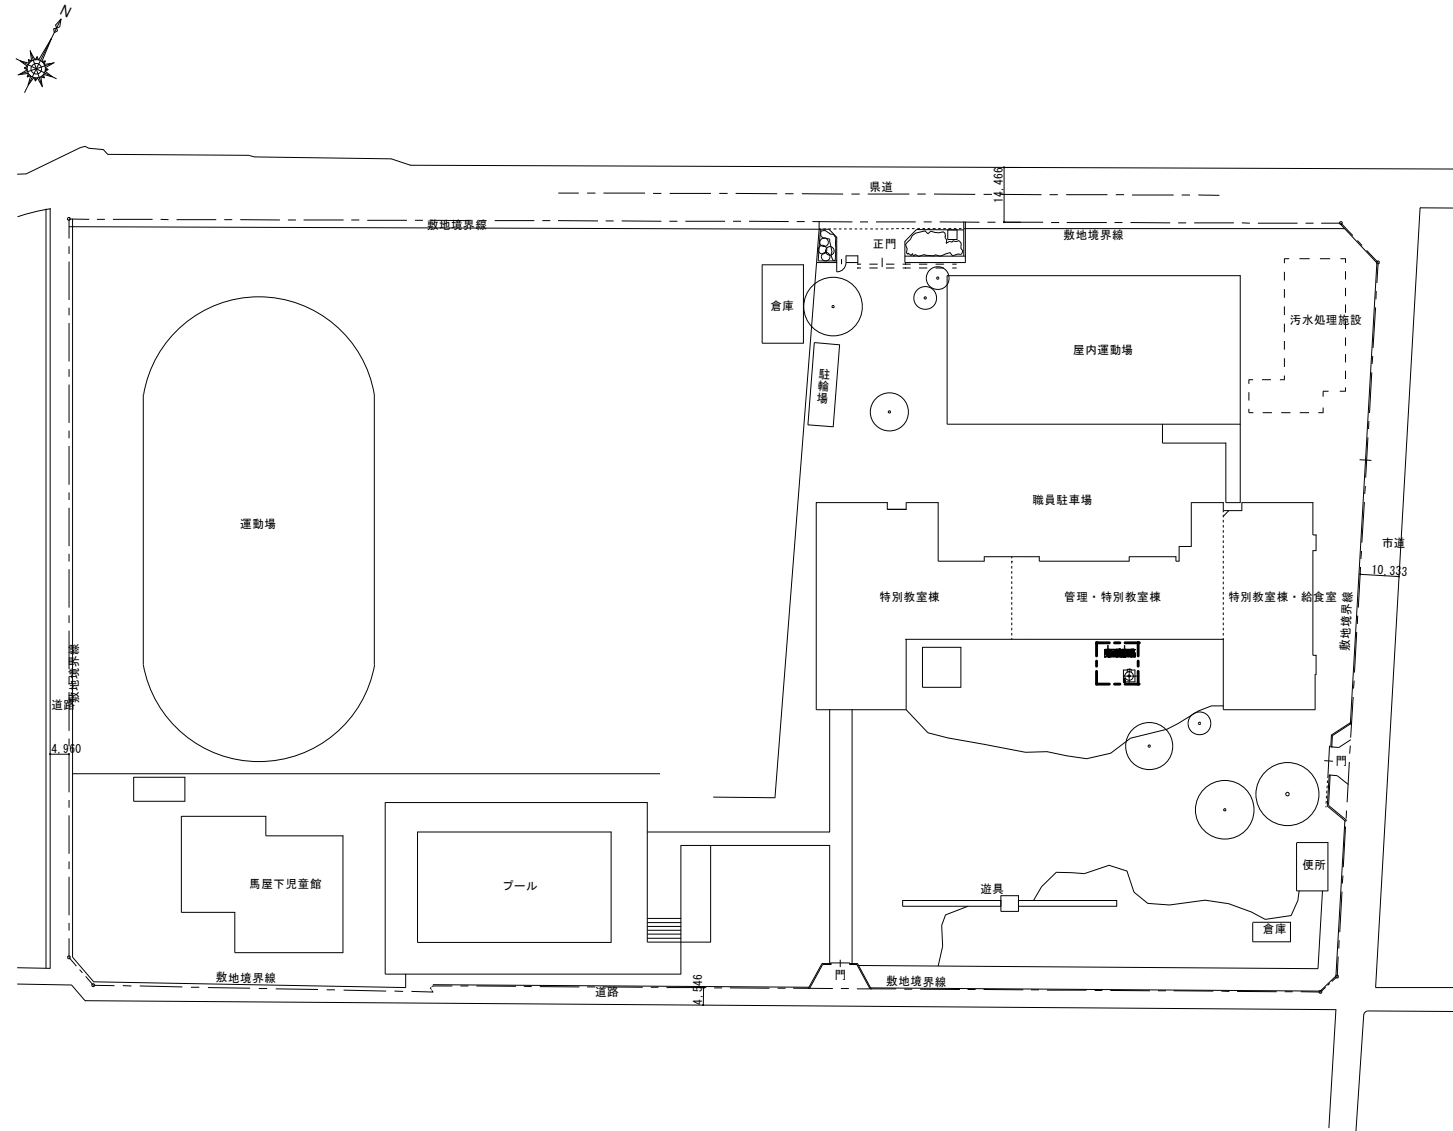 N
県道
14.466
敷地境界線
敷地境界線
正門
倉庫
汚水処理施設
屋内運動場
駐輪場
職員駐車場
運動場
市道
10.333
特別教室棟
管理・特別教室棟
特別教室棟・給食室
敷地境界線
敷地境界線
道路
4.960
門
便所
馬屋下児童館
プール
遊具
倉庫
敷地境界線
道路
4.546
門
敷地境界線